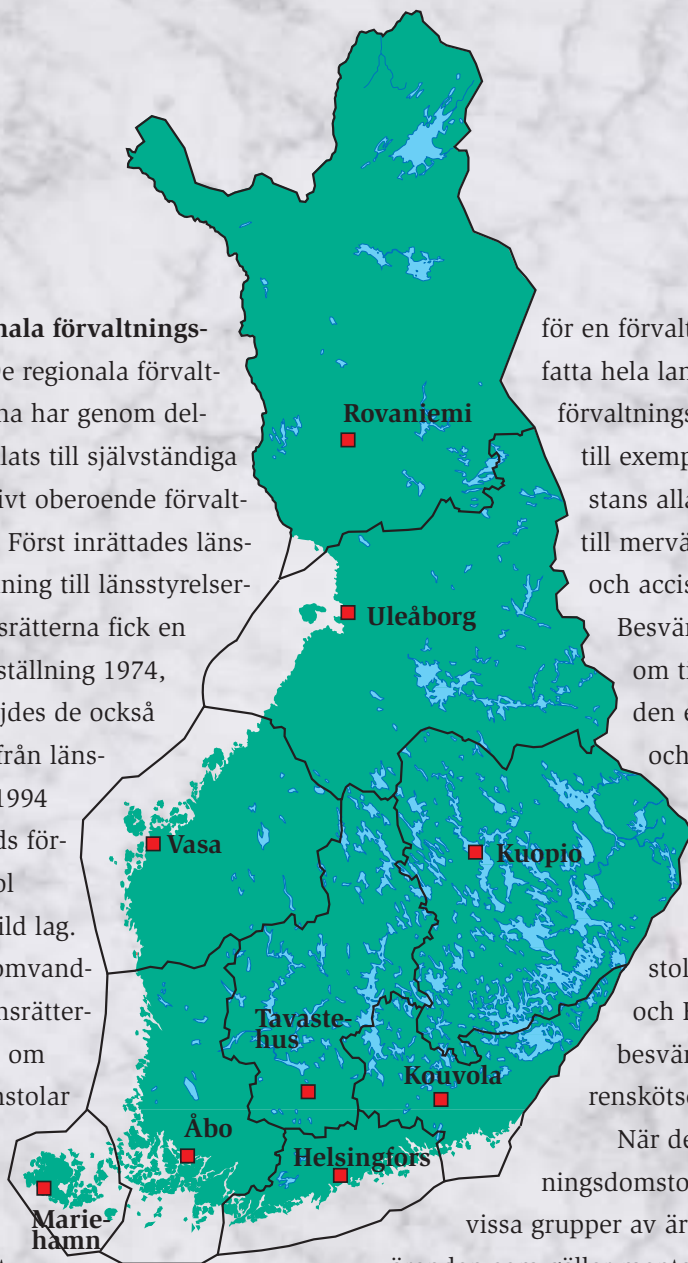 nala förvaltnings-
e regionala förvalt-
na har genom del-
lats till självständiga
ivt oberoende förvalt-
Först inrättades läns-
ning till länsstyrelser-
srätterna fick en
ställning 1974,
jdes de också
från läns-
1994
ds för-
ol
ild lag.
omvand-
nsrätter-
om
nstolar
Rovaniemi
Uleåborg
Vasa
Kuopio
Tavaste-
hus
Kouvola
Åbo
Helsingfors
Marie-
hamn
för en förvalt
fatta hela lan
förvaltnings
till exemp
stans alla
till mervä
och accis
Besvär
om tr
den e
och
stol
och
besvär
renskötse
När de
ningsdomsto
vissa grupper av är